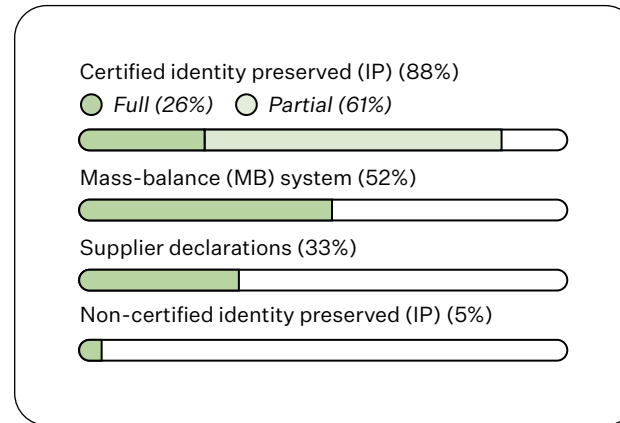 Certified identity preserved (IP) (88%)
Full (26%) Partial (61%)
Mass-balance (MB) system (52%)
Supplier declarations (33%)
Non-certified identity preserved (IP) (5%)